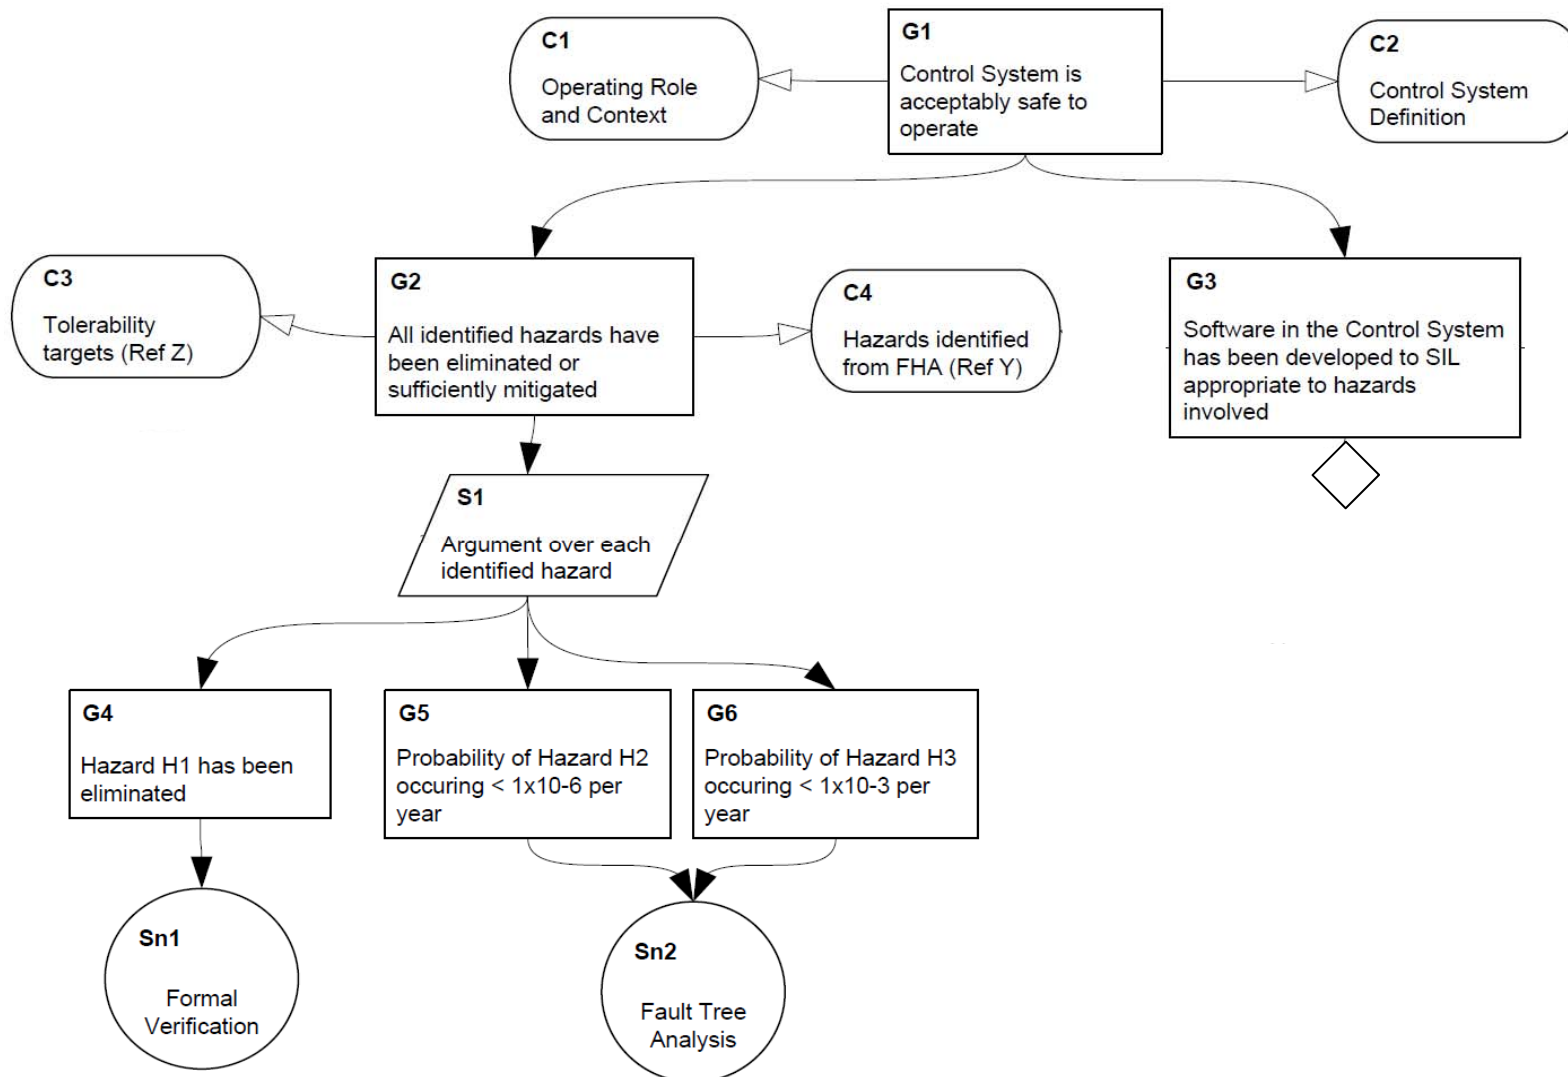 C1
Operating Role
and Context
G1
Control System is
acceptably safe to
operate
C2
Control System
Definition
C3
Tolerability
targets (Ref Z)
G2
All identified hazards have
been eliminated or
sufficiently mitigated
C4
Hazards identified
from FHA (Ref Y)
G3
Software in the Control System
has been developed to SIL
appropriate to hazards
involved
S1
Argument over each
identified hazard
G4
Hazard H1 has been
eliminated
G5
Probability of Hazard H2
occuring < 1x10-6 per
year
G6
Probability of Hazard H3
occuring < 1x10-3 per
year
Sn1
Formal
Verification
Sn2
Fault Tree
Analysis